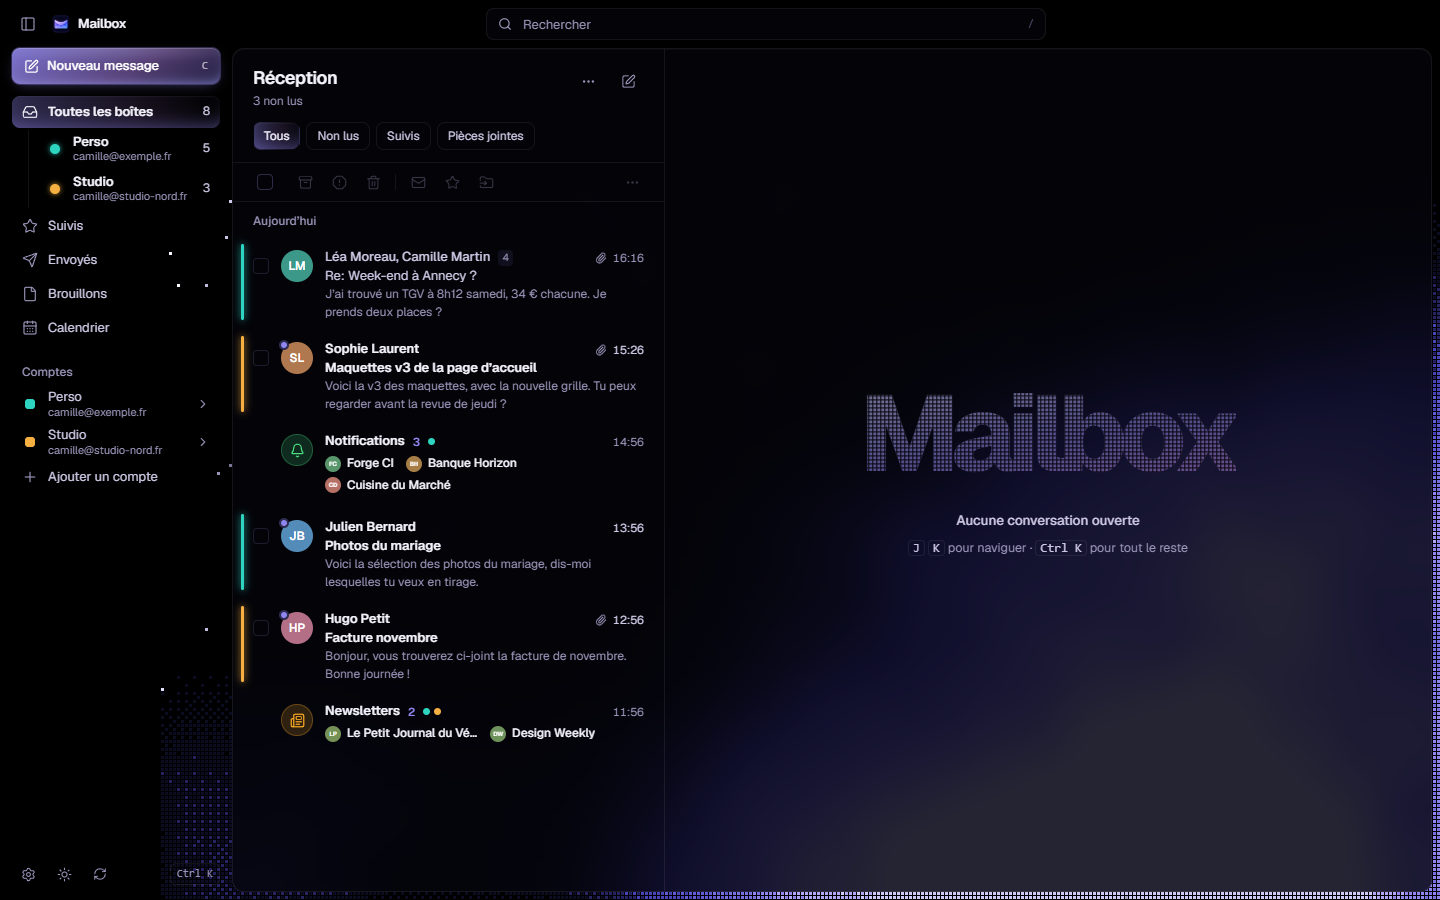 Mailbox
Rechercher /
Nouveau message C
Toutes les boîtes 8
Perso 5
camille@exemple.fr
Studio 3
camille@studio-nord.fr
Suivis
Envoyés
Brouillons
Calendrier
Comptes
Perso
camille@exemple.fr
Studio
camille@studio-nord.fr
Ajouter un compte
Ctrl K
Réception
3 non lus
Tous Non lus Suivis Pièces jointes
Aujourd'hui
LM
Léa Moreau, Camille Martin 4 16:16
Re: Week-end à Annecy ?
J'ai trouvé un TGV à 8h12 samedi, 34 € chacune. Je
prends deux places ?
SL
Sophie Laurent 15:26
Maquettes v3 de la page d'accueil
Voici la v3 des maquettes, avec la nouvelle grille. Tu peux
regarder avant la revue de jeudi ?
Notifications 3 14:56
FC Forge CI BH Banque Horizon
CD Cuisine du Marché
JB
Julien Bernard 13:56
Photos du mariage
Voici la sélection des photos du mariage, dis-moi
lesquelles tu veux en tirage.
HP
Hugo Petit 12:56
Facture novembre
Bonjour, vous trouverez ci-joint la facture de novembre.
Bonne journée !
Newsletters 2 11:56
LP Le Petit Journal du Vé… DW Design Weekly
Mailbox
Aucune conversation ouverte
J K pour naviguer · Ctrl K pour tout le reste